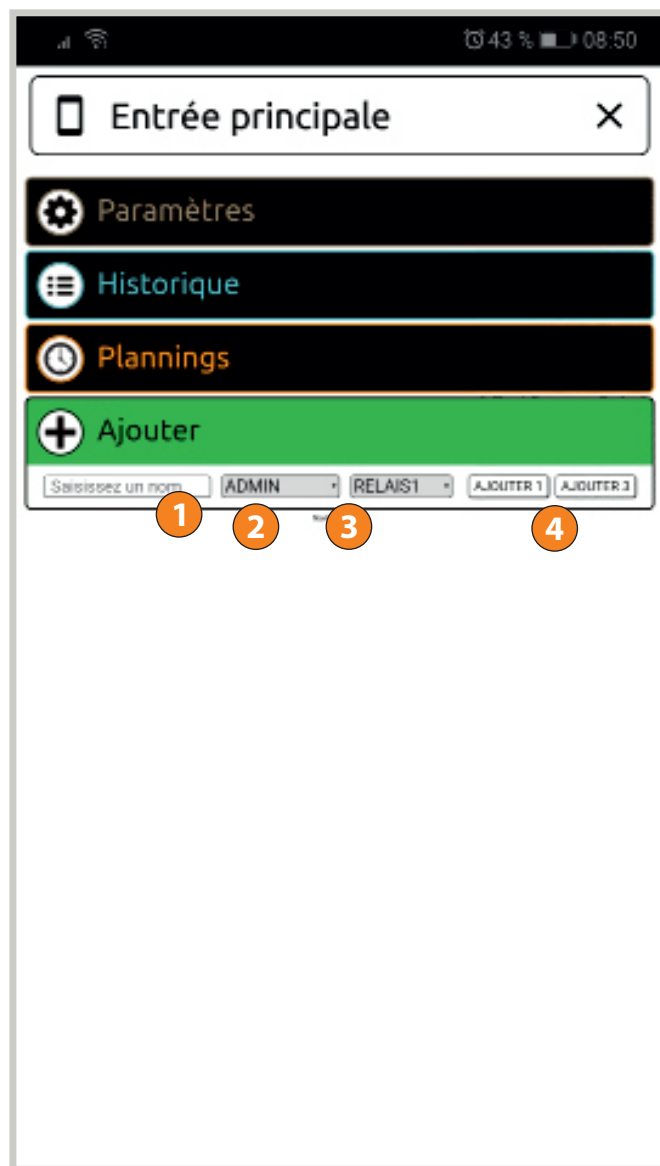 43 % 08:50
Entrée principale
Paramètres
Historique
Plannings
Ajouter
Saisissez un nom ADMIN RELAIS1 AJOUTER 1 AJOUTER 3
1 2 3 4